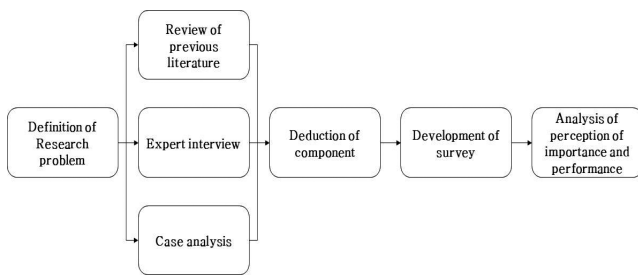 Review of
previous
literature
Definition of
Research
problem
Expert interview
Case analysis
Deduction of
component
Development of
survey
Analysis of
perception of
importance and
performance